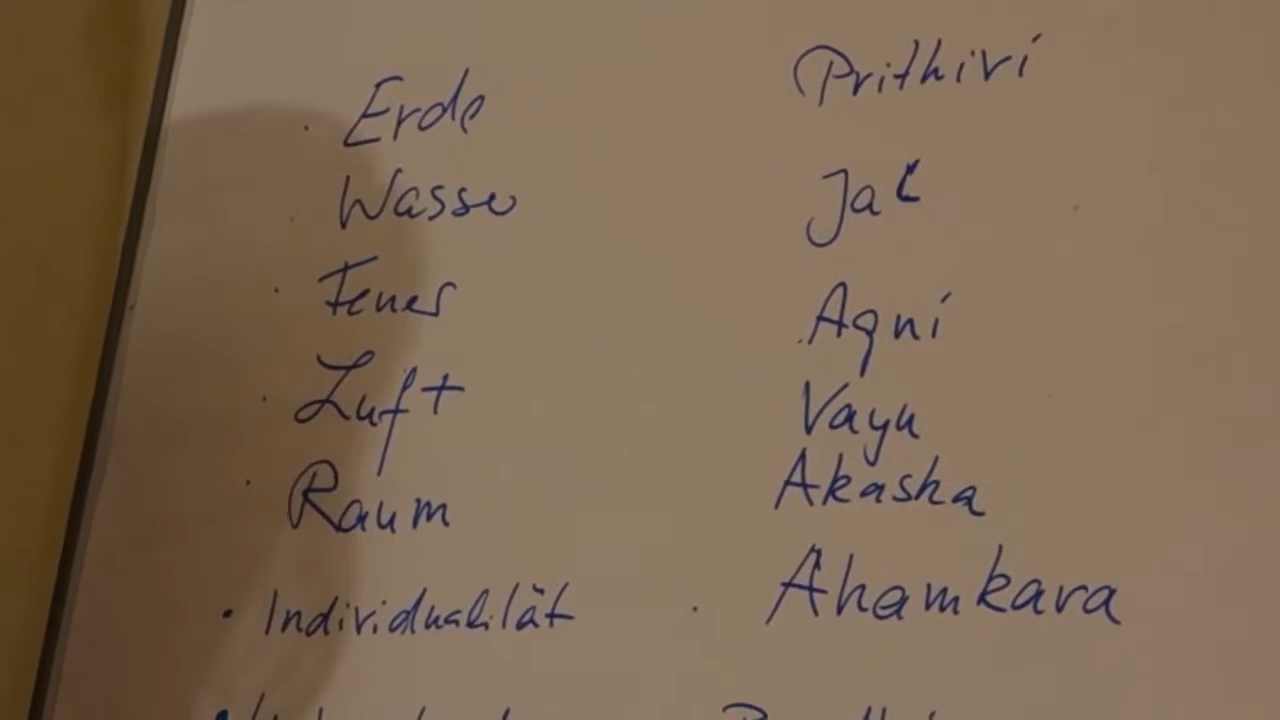 Erde Prithivi
Wasser Jal
Feuer Agni
Luft Vayu
Raum Akasha
• Individualität Ahamkara